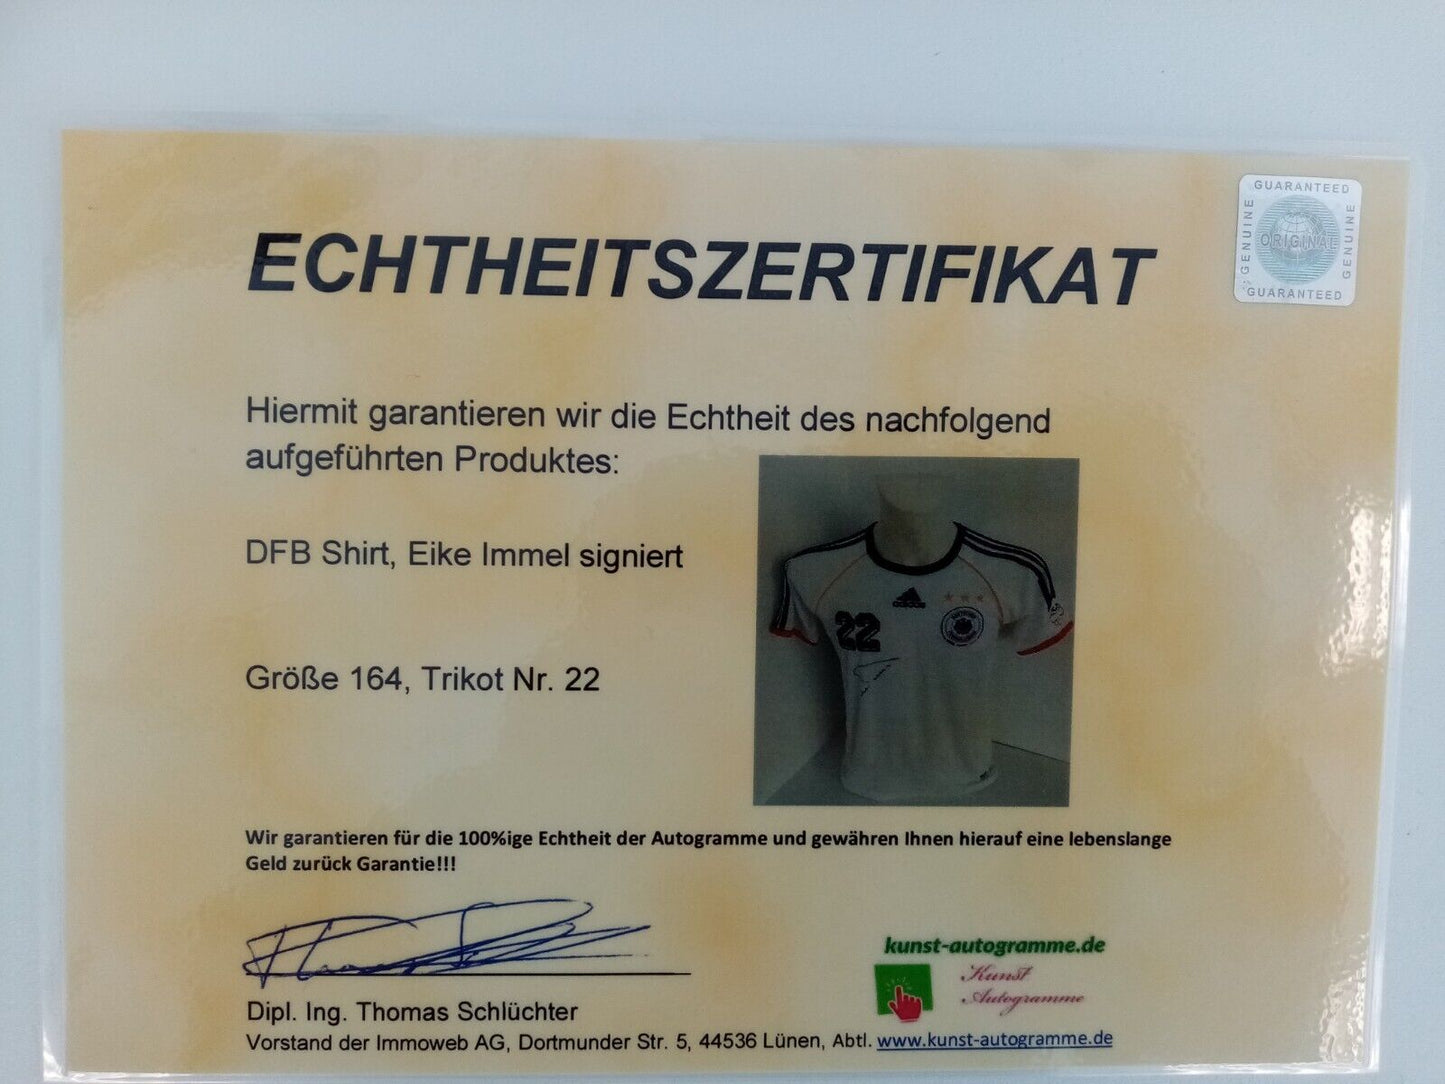 GUARANTEED
GENUINE
ORIGINAL
GENUINE
GUARANTEED
ECHTHEITSZERTIFIKAT
Hiermit garantieren wir die Echtheit des nachfolgend
aufgeführten Produktes:
DFB Shirt, Eike Immel signiert
Größe 164, Trikot Nr. 22
adidas
22
Wir garantieren für die 100%ige Echtheit der Autogramme und gewähren Ihnen hierauf eine lebenslange
Geld zurück Garantie!!!
kunst-autogramme.de
Kunst
Autogramme
Dipl. Ing. Thomas Schlüchter
Vorstand der Immoweb AG, Dortmunder Str. 5, 44536 Lünen, Abtl. www.kunst-autogramme.de